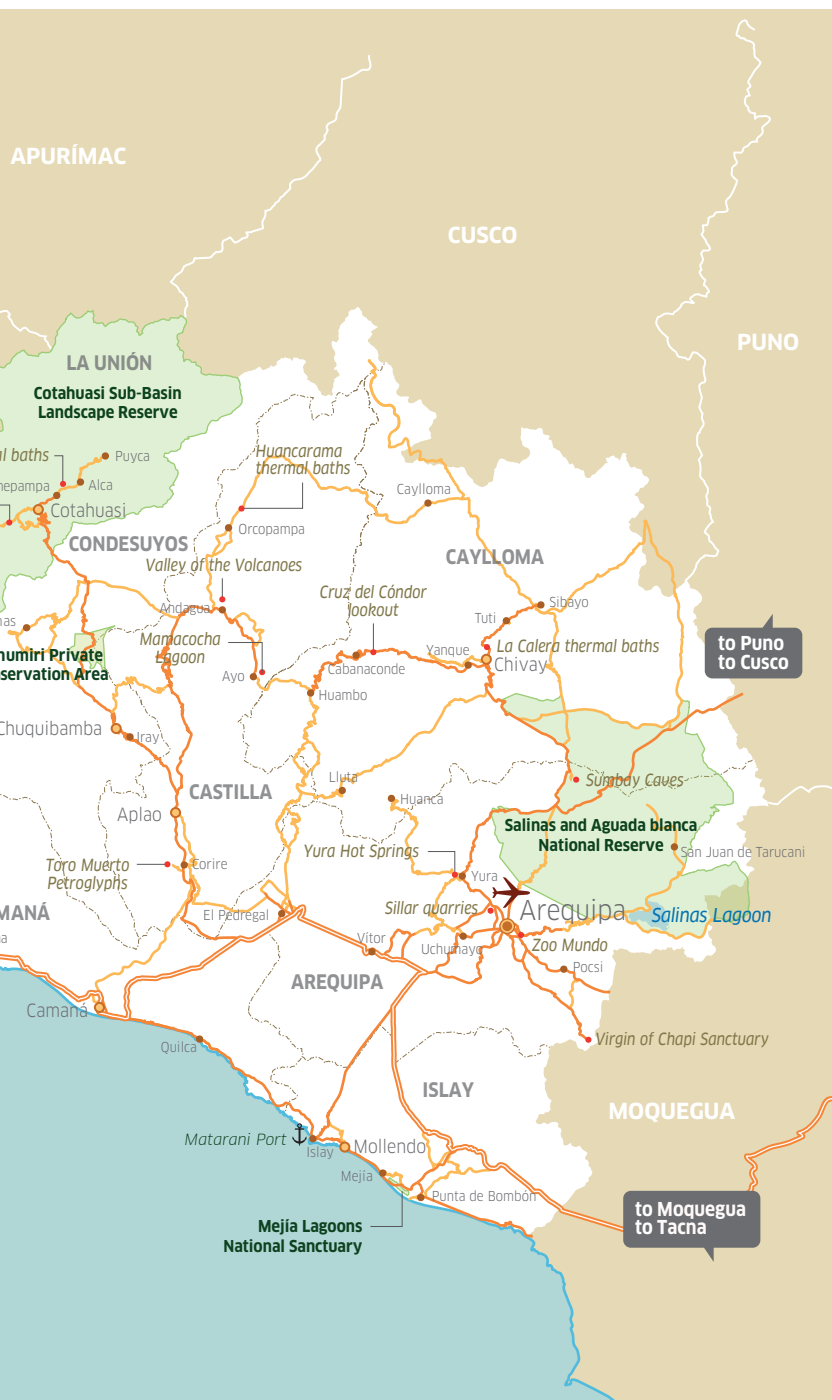 APURÍMAC
CUSCO
PUNO
LA UNIÓN
Cotahuasi Sub-Basin
Landscape Reserve
baths
Puyca
Alca
Cotahuasi
Huancarama
thermal baths
Caylloma
Orcopampa
CONDESUYOS
Valley of the Volcanoes
CAYLLOMA
Cruz del Cóndor
lookout
Andagua
Sibayo
Tuti
Mamacocha
Lagoon
Yanque
La Calera thermal baths
Chivay
to Puno
to Cusco
Private
Area
Ayo
Cabanaconde
Huambo
Chuquibamba
Iray
CASTILLA
Lluta
Huanca
Sumbay Caves
Aplao
Salinas and Aguada blanca
National Reserve
San Juan de Tarucani
Yura Hot Springs
Toro Muerto
Petroglyphs
Corire
Yura
El Pedregal
Sillar quarries
Arequipa
Salinas Lagoon
Vítor
Uchumayo
Zoo Mundo
Pocsi
AREQUIPA
Camaná
Quilca
Virgin of Chapi Sanctuary
ISLAY
MOQUEGUA
Matarani Port
Islay
Mollendo
Mejía
Punta de Bombón
to Moquegua
to Tacna
Mejía Lagoons
National Sanctuary